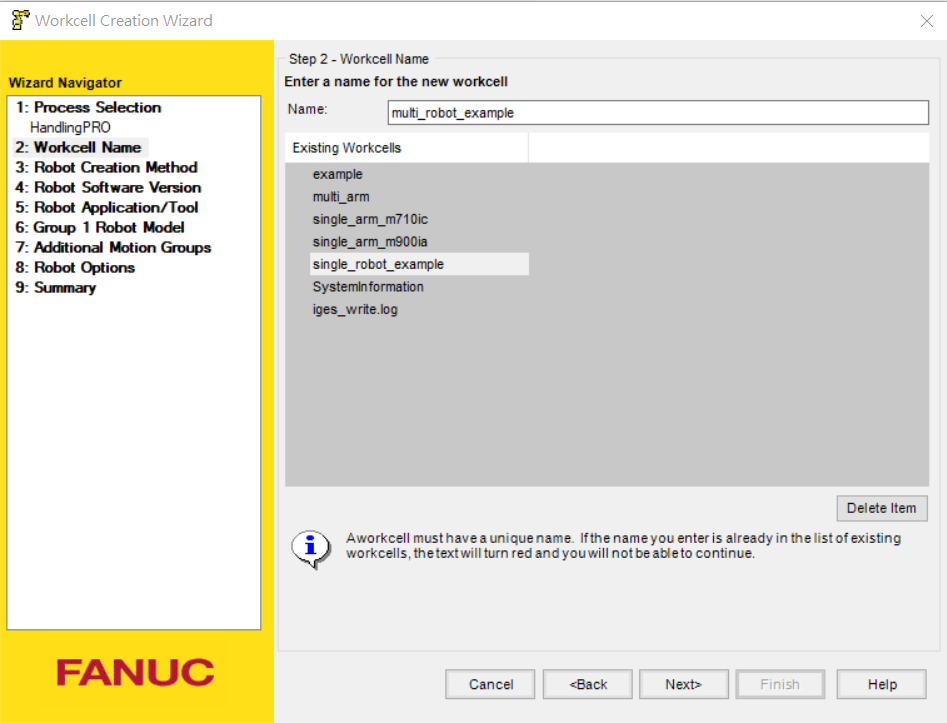 Workcell Creation Wizard
Wizard Navigator
1: Process Selection
HandlingPRO
2: Workcell Name
3: Robot Creation Method
4: Robot Software Version
5: Robot Application/Tool
6: Group 1 Robot Model
7: Additional Motion Groups
8: Robot Options
9: Summary
FANUC
Step 2 - Workcell Name
Enter a name for the new workcell
Name: multi_robot_example
Existing Workcells
example
multi_arm
single_arm_m710ic
single_arm_m900ia
single_robot_example
SystemInformation
iges_write.log
Delete Item
A workcell must have a unique name. If the name you enter is already in the list of existing
workcells, the text will turn red and you will not be able to continue.
Cancel <Back Next> Finish Help